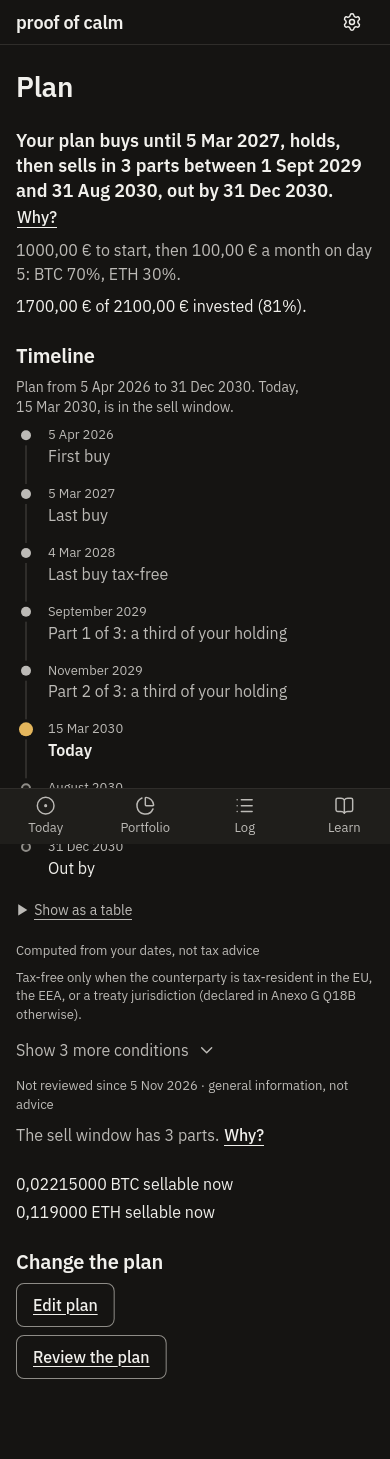 proof of calm
Plan
Your plan buys until 5 Mar 2027, holds,
then sells in 3 parts between 1 Sept 2029
and 31 Aug 2030, out by 31 Dec 2030.
Why?
1000,00 € to start, then 100,00 € a month on day
5: BTC 70%, ETH 30%.
1700,00 € of 2100,00 € invested (81%).
Timeline
Plan from 5 Apr 2026 to 31 Dec 2030. Today,
15 Mar 2030, is in the sell window.
5 Apr 2026
First buy
5 Mar 2027
Last buy
4 Mar 2028
Last buy tax-free
September 2029
Part 1 of 3: a third of your holding
November 2029
Part 2 of 3: a third of your holding
15 Mar 2030
Today
August 2030
Today
Portfolio
Log
Learn
31 Dec 2030
Out by
Show as a table
Computed from your dates, not tax advice
Tax-free only when the counterparty is tax-resident in the EU,
the EEA, or a treaty jurisdiction (declared in Anexo G Q18B
otherwise).
Show 3 more conditions
Not reviewed since 5 Nov 2026 · general information, not
advice
The sell window has 3 parts. Why?
0,02215000 BTC sellable now
0,119000 ETH sellable now
Change the plan
Edit plan
Review the plan